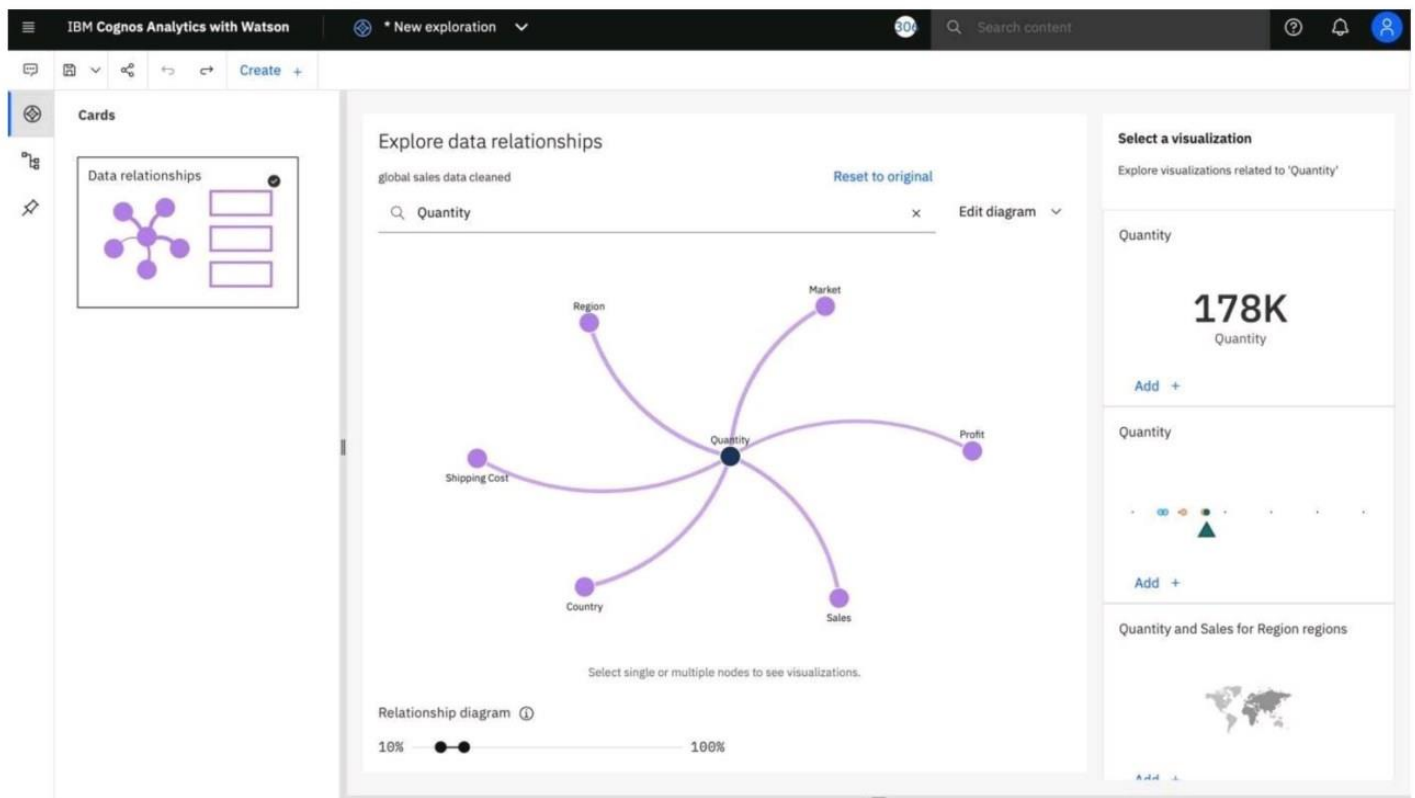 IBM Cognos Analytics with Watson
* New exploration
306
Search content
Create +
Cards
Data relationships
Explore data relationships
global sales data cleaned
Reset to original
Quantity
Edit diagram
Market
Region
Profit
Quantity
Shipping Cost
Country
Sales
Select single or multiple nodes to see visualizations.
Relationship diagram
10%
100%
Select a visualization
Explore visualizations related to 'Quantity'
Quantity
178K
Quantity
Add +
Quantity
Add +
Quantity and Sales for Region regions
Add +